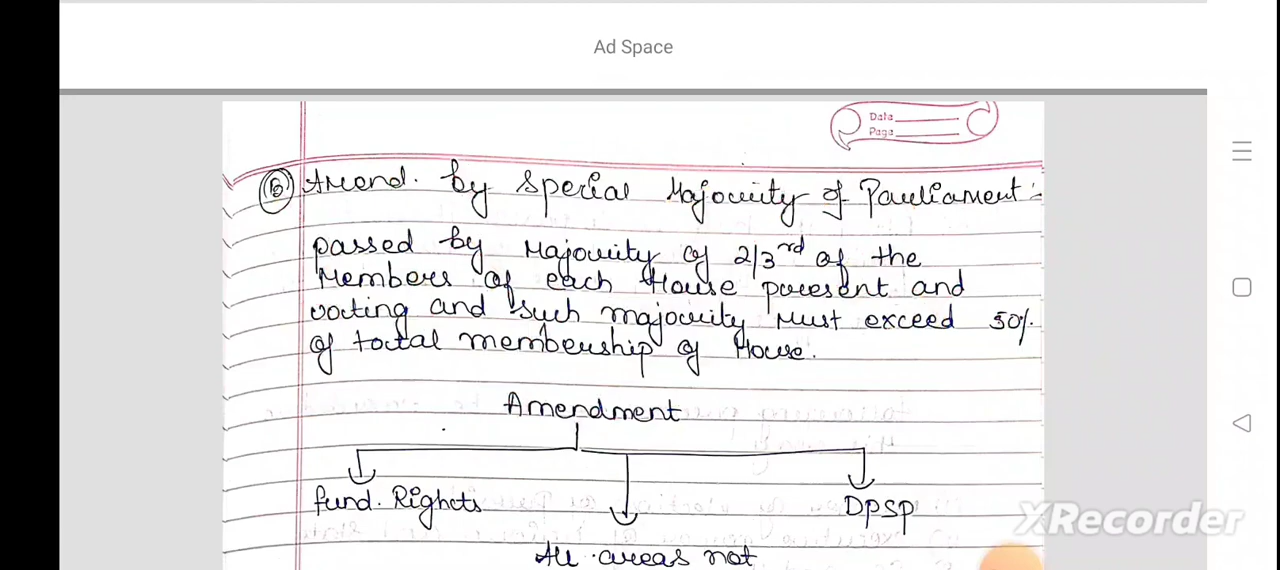 Ad Space
Date
Page
(b) Amend. by Special Majority of Parliament :-
passed by majority of 2/3rd of the
members of each House present and
voting and such majority must exceed 50%
of total membership of House.
Amendment
fund. Rights
DPSP
All areas not
XRecorder